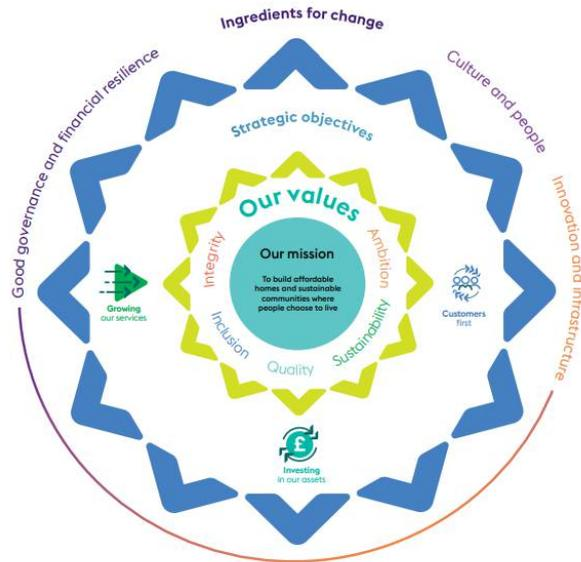 Ingredients for change
Good governance and financial resilience
Culture and people
Innovation and infrastructure
Strategic objectives
Our values
Integrity
Ambition
Inclusion
Quality
Sustainability
Our mission
To build affordable
homes and sustainable
communities where
people choose to live
Growing
our services
Customers
first
£
Investing
in our assets